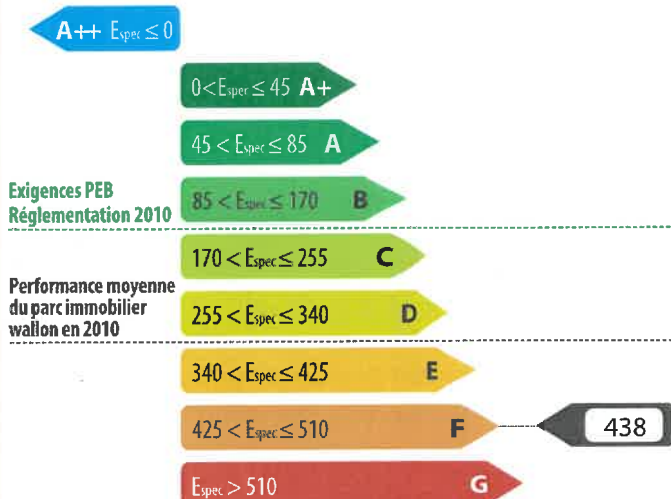 A++ Espec ≤ 0
0 < Espec ≤ 45 A+
45 < Espec ≤ 85 A
Exigences PEB
Réglementation 2010
85 < Espec ≤ 170 B
170 < Espec ≤ 255 C
Performance moyenne
du parc immobilier
wallon en 2010
255 < Espec ≤ 340 D
340 < Espec ≤ 425 E
425 < Espec ≤ 510 F
438
Espec > 510 G